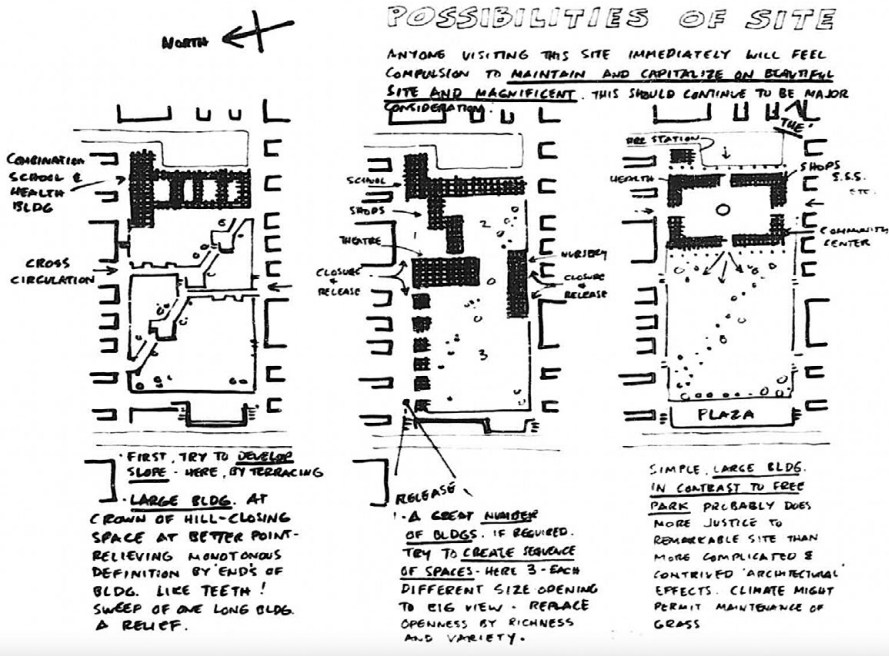 POSSIBILITIES OF SITE
NORTH
ANYONE VISITING THIS SITE IMMEDIATELY WILL FEEL
COMPULSION TO MAINTAIN AND CAPITALIZE ON BEAUTIFUL
SITE AND MAGNIFICENT. THIS SHOULD CONTINUE TO BE MAJOR
CONSIDERATION.
THE
COMBINATION
SCHOOL &
HEALTH
BLDG
CROSS
CIRCULATION
· FIRST, TRY TO DEVELOP
SLOPE - HERE, BY TERRACING
· LARGE BLDG. AT
CROWN OF HILL-CLOSING
SPACE AT BETTER POINT-
RELIEVING MONOTONOUS
DEFINITION BY 'END'S OF
BLDG. LIKE TEETH!
SWEEP OF ONE LONG BLDG.
A RELIEF.
SCHOOL
SHOPS
THEATRE
CLOSURE
&
RELEASE
1
2
3
NURSERY
CLOSURE
&
RELEASE
RELEASE
· A GREAT NUMBER
OF BLDGS. IF REQUIRED.
TRY TO CREATE SEQUENCE
OF SPACES - HERE 3 - EACH
DIFFERENT SIZE OPENING
TO BIG VIEW - REPLACE
OPENNESS BY RICHNESS
AND VARIETY.
FIRE STATION
HEALTH
SHOPS
S.S.S.
ETC.
COMMUNITY
CENTER
PLAZA
SIMPLE, LARGE BLDG.
IN CONTRAST TO FREE
PARK PROBABLY DOES
MORE JUSTICE TO
REMARKABLE SITE THAN
MORE COMPLICATED &
CONTRIVED 'ARCHITECTURAL'
EFFECTS. CLIMATE MIGHT
PERMIT MAINTENANCE OF
GRASS